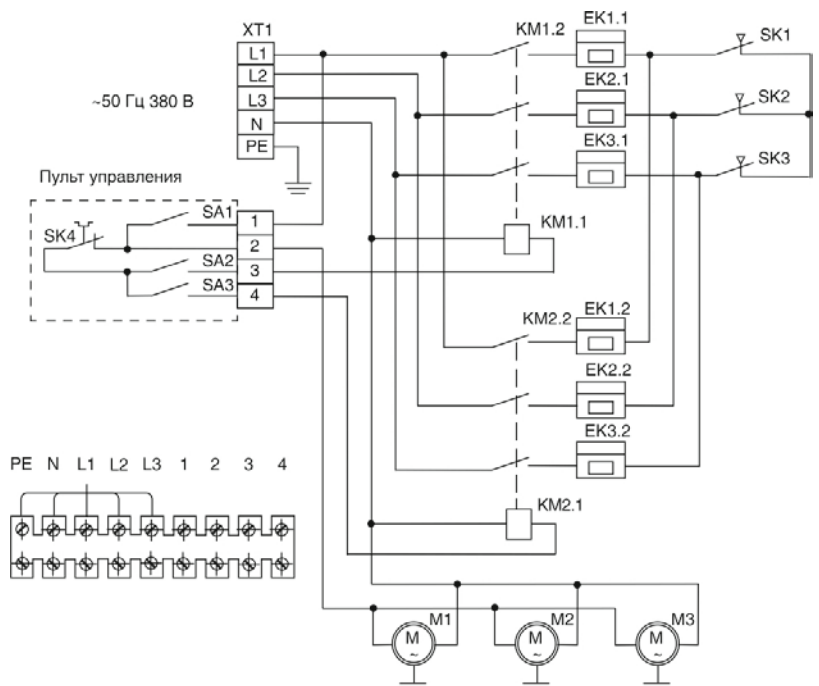 XT1
L1
L2
L3
N
PE
~50 Гц 380 В
KM1.2
EK1.1
SK1
EK2.1
SK2
EK3.1
SK3
KM1.1
Пульт управления
SK4
SA1
SA2
SA3
1
2
3
4
KM2.2
EK1.2
EK2.2
EK3.2
KM2.1
PE N L1 L2 L3 1 2 3 4
M1
M2
M3
M
~
M
~
M
~